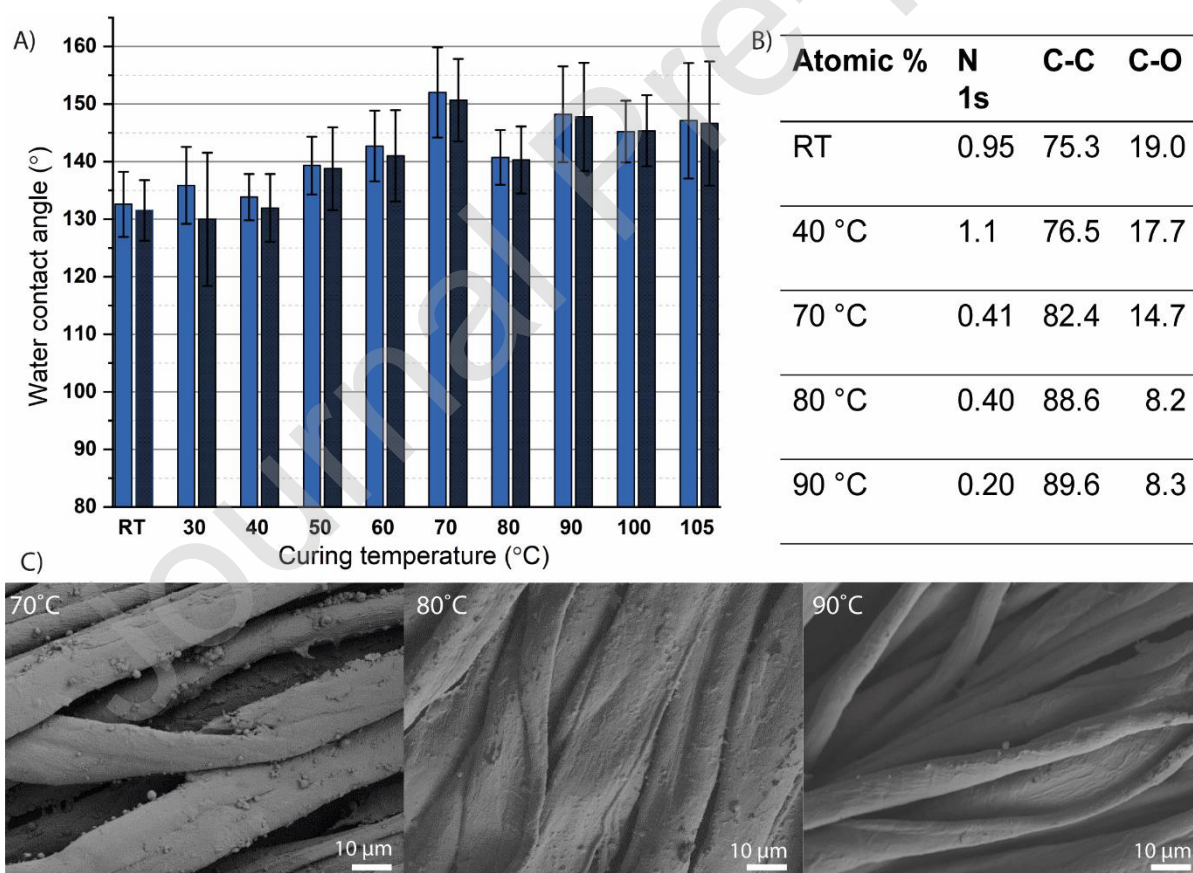 A)
160
150
140
130
120
110
100
90
80
Water contact angle (°)
RT 30 40 50 60 70 80 90 100 105
Curing temperature (°C)
B)
Atomic % N 1s C-C C-O
RT 0.95 75.3 19.0
40 °C 1.1 76.5 17.7
70 °C 0.41 82.4 14.7
80 °C 0.40 88.6 8.2
90 °C 0.20 89.6 8.3
C)
70°C 80°C 90°C
10 µm 10 µm 10 µm
Journal Pre-